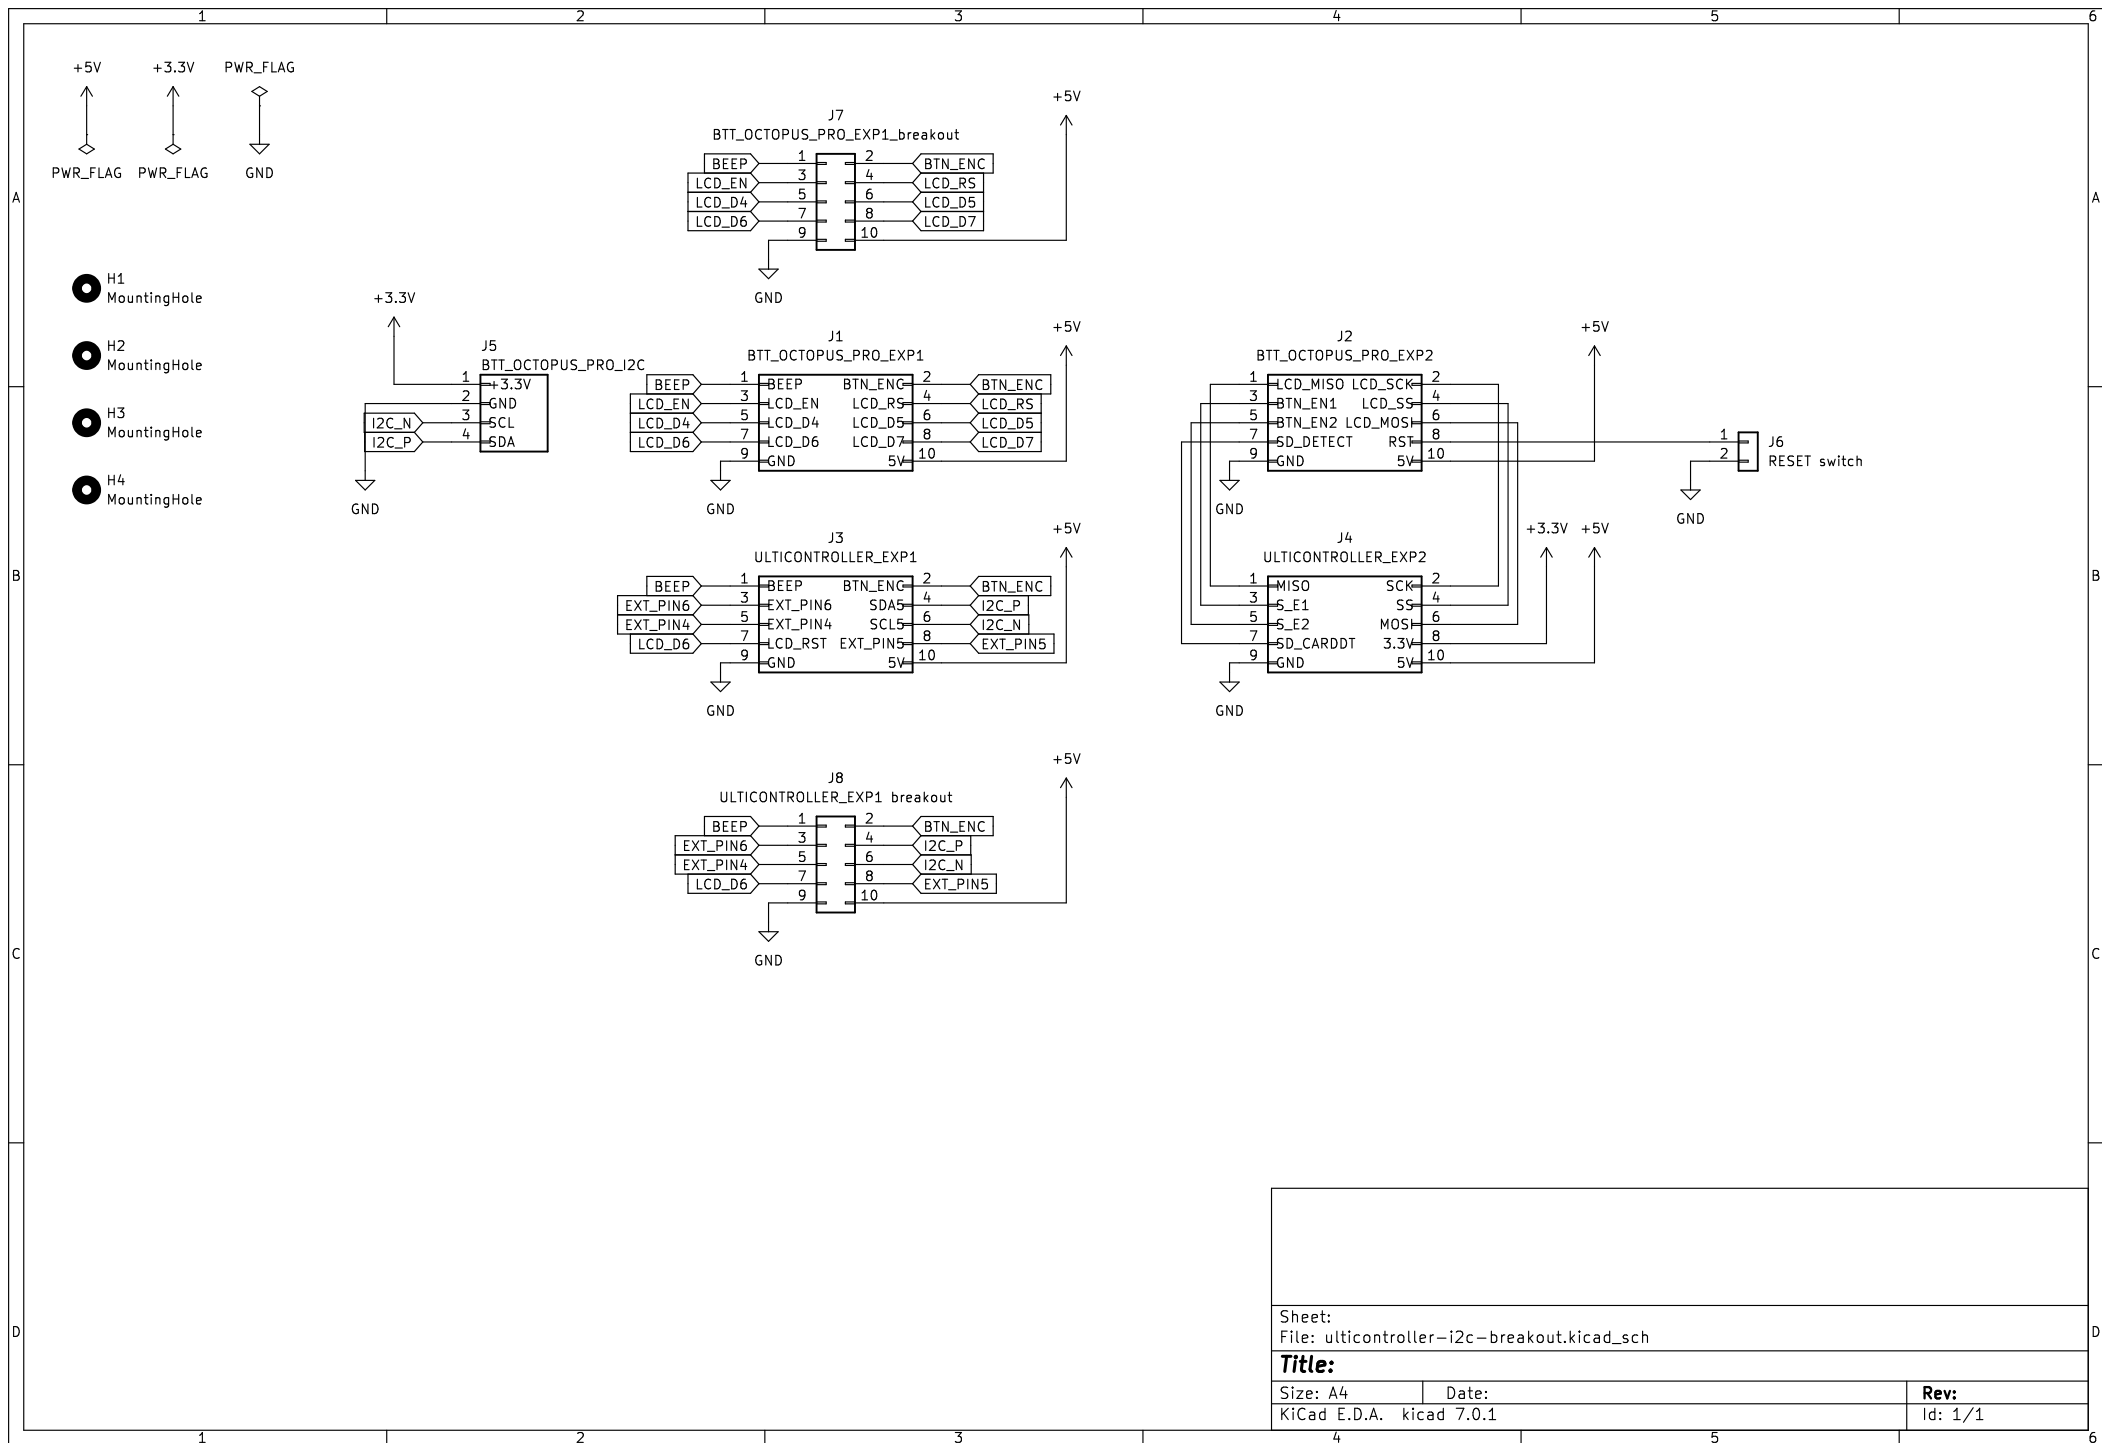 1 2 3 4 5 6
+5V +3.3V PWR_FLAG
PWR_FLAG PWR_FLAG GND
A A
+5V
J7
BTT_OCTOPUS_PRO_EXP1_breakout
BEEP 1 2 BTN_ENC
LCD_EN 3 4 LCD_RS
LCD_D4 5 6 LCD_D5
LCD_D6 7 8 LCD_D7
9 10
GND
H1
MountingHole
H2
MountingHole
H3
MountingHole
H4
MountingHole
+3.3V
J5
BTT_OCTOPUS_PRO_I2C
1 +3.3V
2 GND
I2C_N 3 SCL
I2C_P 4 SDA
GND
+5V
J1
BTT_OCTOPUS_PRO_EXP1
BEEP 1 BEEP BTN_ENC 2 BTN_ENC
LCD_EN 3 LCD_EN LCD_RS 4 LCD_RS
LCD_D4 5 LCD_D4 LCD_D5 6 LCD_D5
LCD_D6 7 LCD_D6 LCD_D7 8 LCD_D7
9 GND 5V 10
GND
+5V
J2
BTT_OCTOPUS_PRO_EXP2
1 LCD_MISO LCD_SCK 2
3 BTN_EN1 LCD_SS 4
5 BTN_EN2 LCD_MOSI 6
7 SD_DETECT RST 8
9 GND 5V 10
GND
1 J6
2 RESET switch
GND
B B
+5V
J3
ULTICONTROLLER_EXP1
BEEP 1 BEEP BTN_ENC 2 BTN_ENC
EXT_PIN6 3 EXT_PIN6 SDA5 4 I2C_P
EXT_PIN4 5 EXT_PIN4 SCL5 6 I2C_N
LCD_D6 7 LCD_RST EXT_PIN5 8 EXT_PIN5
9 GND 5V 10
GND
+3.3V +5V
J4
ULTICONTROLLER_EXP2
1 MISO SCK 2
3 S_E1 SS 4
5 S_E2 MOSI 6
7 SD_CARDDT 3.3V 8
9 GND 5V 10
GND
+5V
J8
ULTICONTROLLER_EXP1 breakout
BEEP 1 2 BTN_ENC
EXT_PIN6 3 4 I2C_P
EXT_PIN4 5 6 I2C_N
LCD_D6 7 8 EXT_PIN5
9 10
GND
C C
D D
Sheet:
File: ulticontroller-i2c-breakout.kicad_sch
Title:
Size: A4 Date: Rev:
KiCad E.D.A. kicad 7.0.1 Id: 1/1
1 2 3 4 5 6